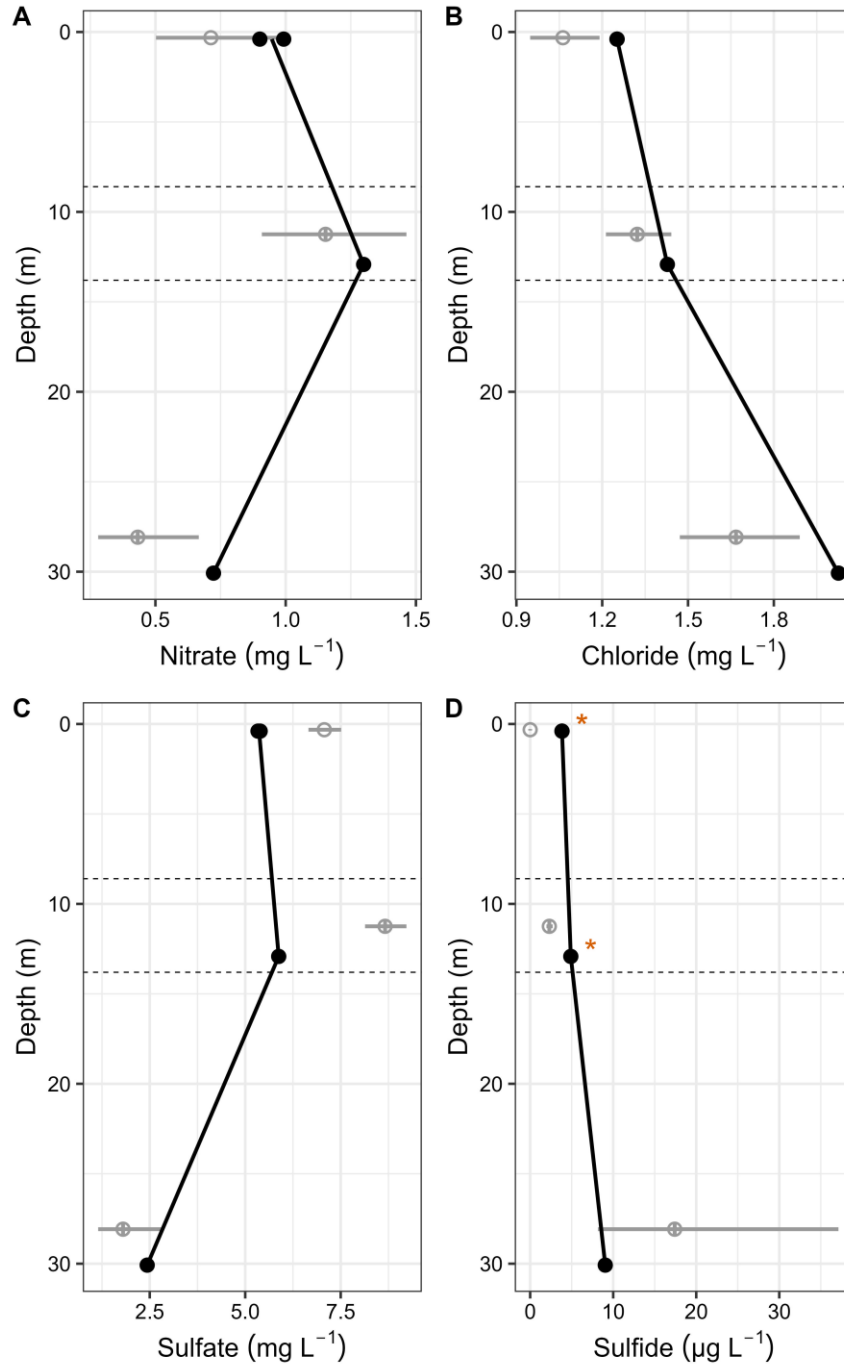 A
B
0
10
20
30
Depth (m)
0.5 1.0 1.5
Nitrate (mg L⁻¹)
0
10
20
30
Depth (m)
0.9 1.2 1.5 1.8
Chloride (mg L⁻¹)
C
D
0
10
20
30
Depth (m)
2.5 5.0 7.5
Sulfate (mg L⁻¹)
0
10
20
30
Depth (m)
*
*
0 10 20 30
Sulfide (µg L⁻¹)